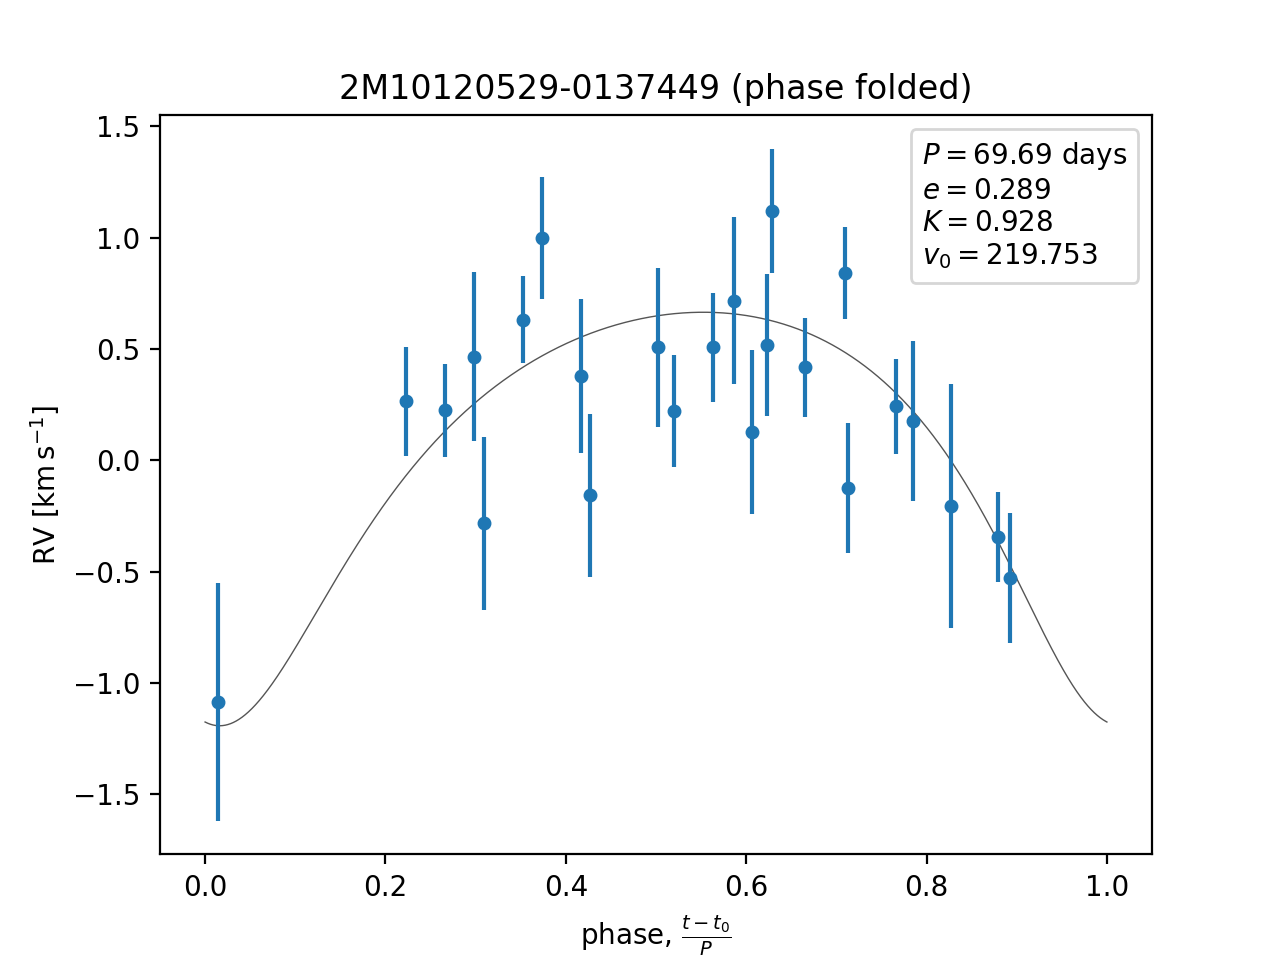 2M10120529-0137449 (phase folded)
P = 69.69 days
e = 0.289
K = 0.928
v₀ = 219.753
1.5
1.0
0.5
0.0
−0.5
−1.0
−1.5
RV [km s⁻¹]
0.0 0.2 0.4 0.6 0.8 1.0
phase, (t − t₀)/P